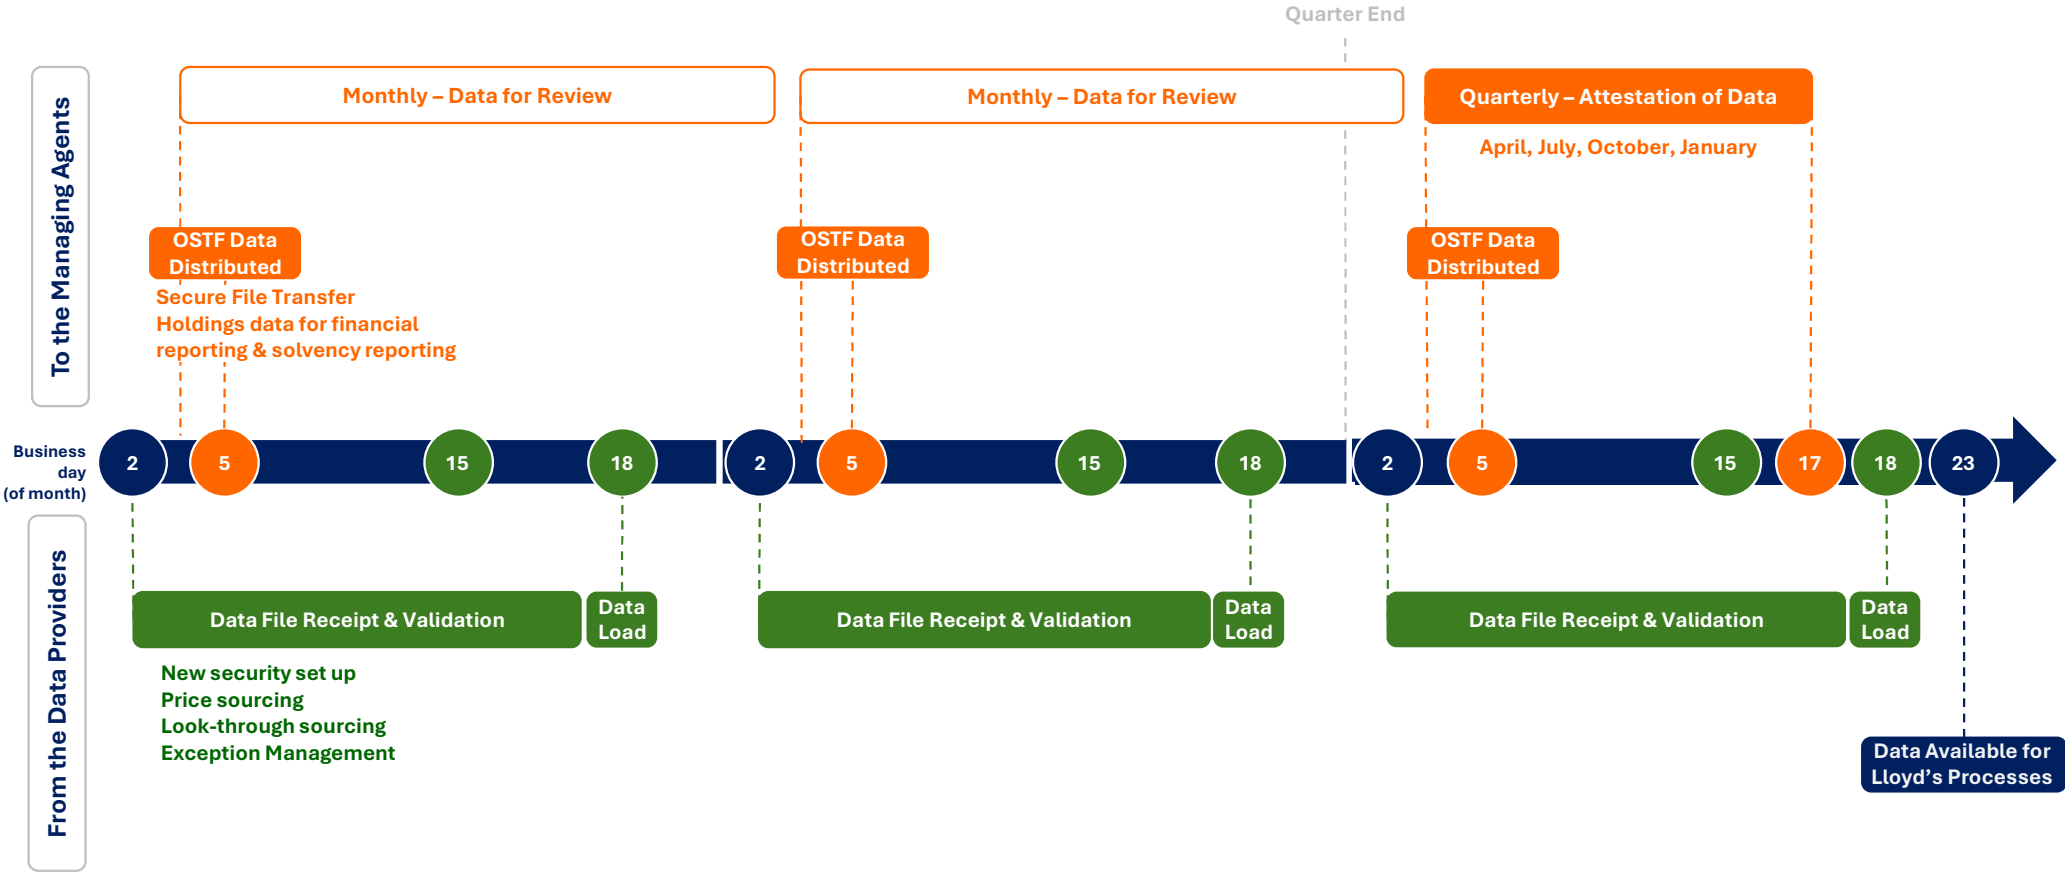 Quarter End
Monthly – Data for Review
Monthly – Data for Review
Quarterly – Attestation of Data
April, July, October, January
To the Managing Agents
OSTF Data
Distributed
OSTF Data
Distributed
OSTF Data
Distributed
Secure File Transfer
Holdings data for financial
reporting & solvency reporting
Business
day
(of month)
2
5
15
18
2
5
15
18
2
5
15
17
18
23
From the Data Providers
Data File Receipt & Validation
Data
Load
Data File Receipt & Validation
Data
Load
Data File Receipt & Validation
Data
Load
New security set up
Price sourcing
Look-through sourcing
Exception Management
Data Available for
Lloyd’s Processes